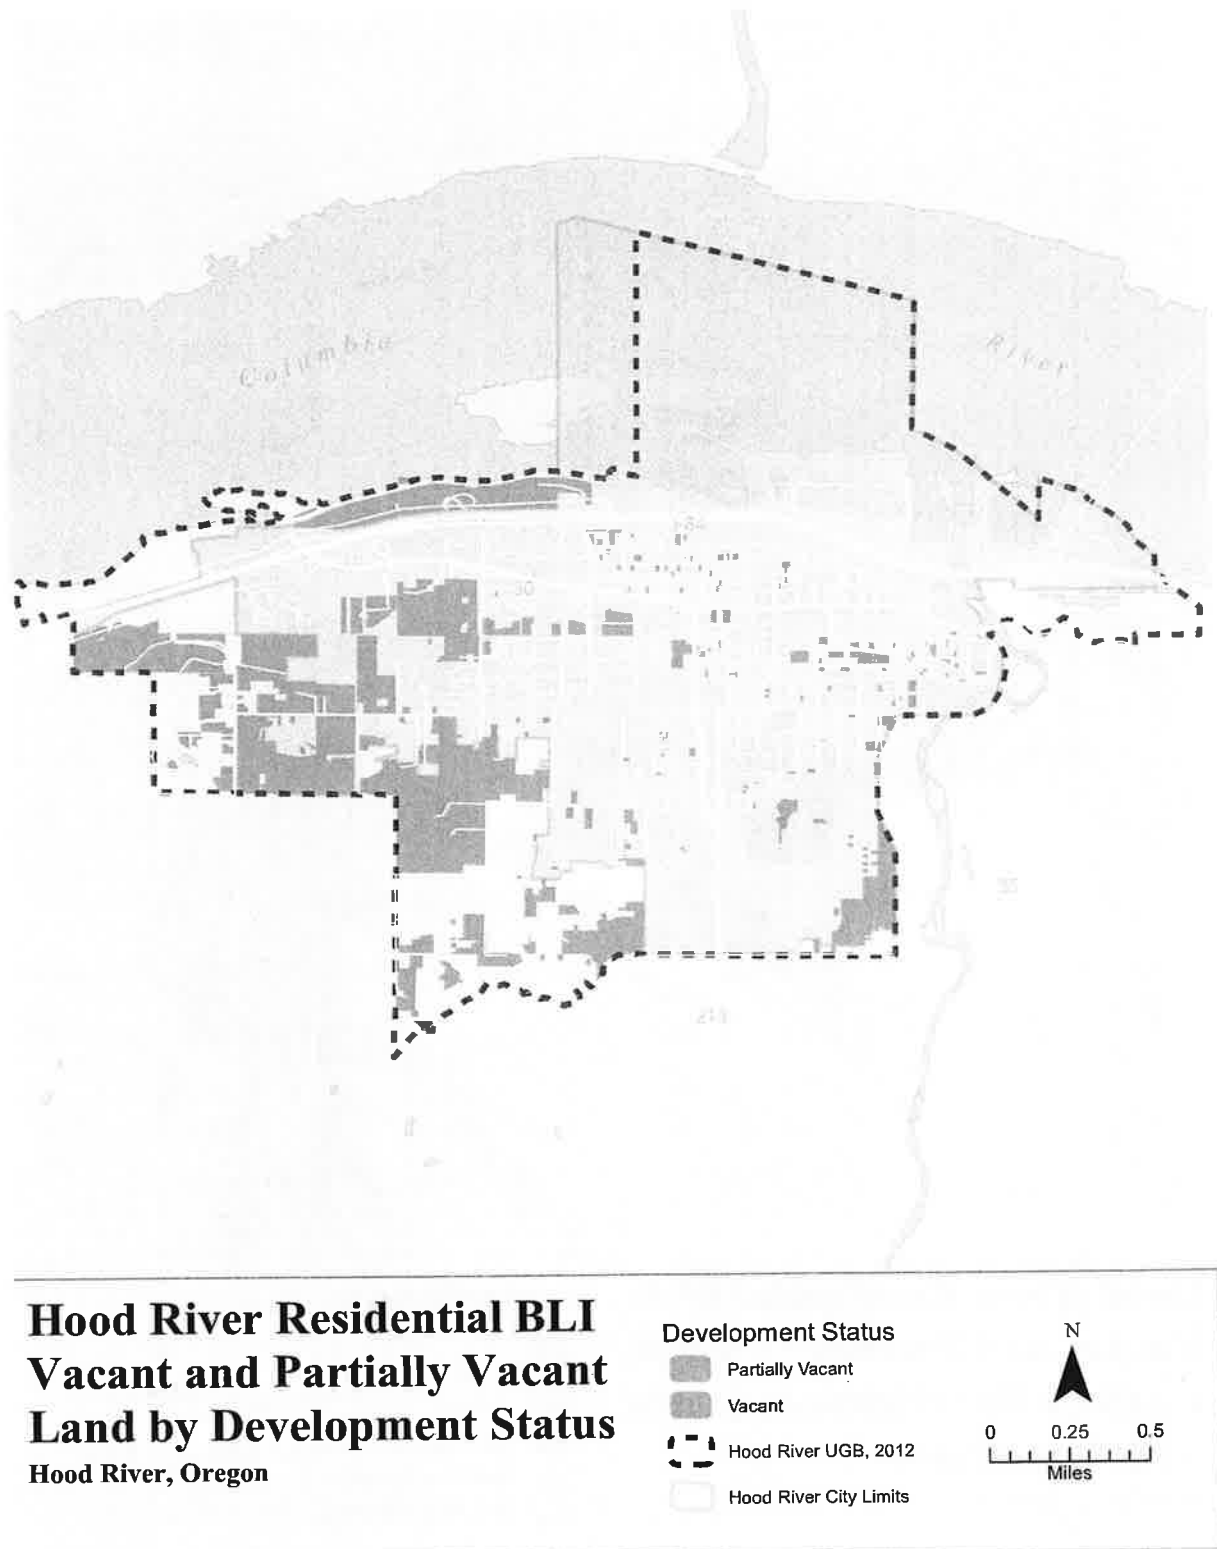 Columbia
River
I-84
30
35
Hood River Residential BLI
Vacant and Partially Vacant
Land by Development Status
Hood River, Oregon
Development Status
Partially Vacant
Vacant
Hood River UGB, 2012
Hood River City Limits
N
0 0.25 0.5
Miles